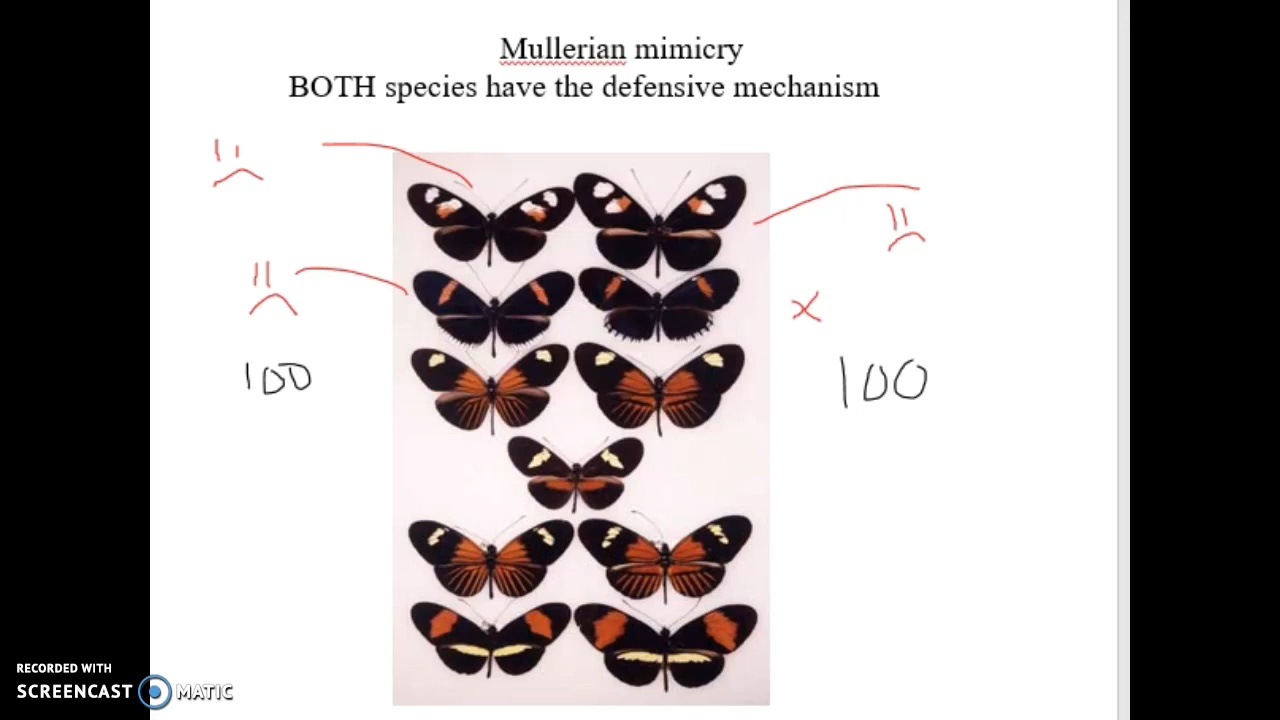 Mullerian mimicry
BOTH species have the defensive mechanism
100
100
RECORDED WITH
SCREENCAST MATIC